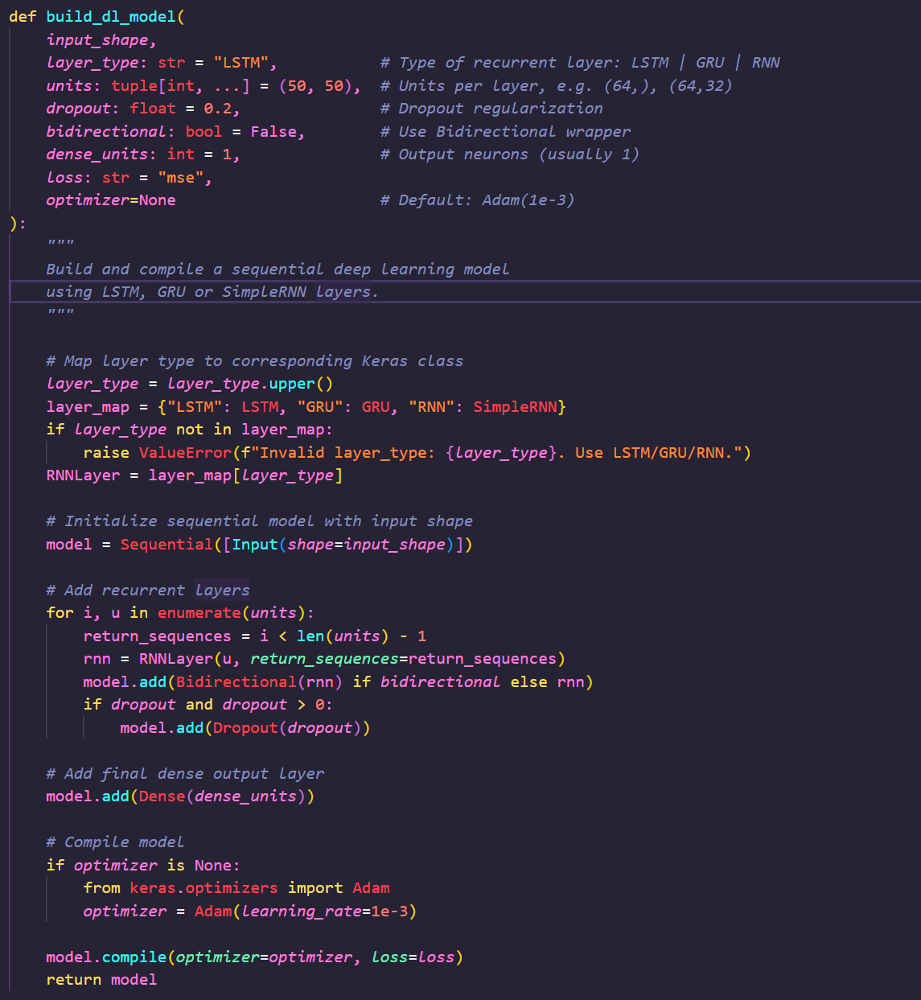 def build_dl_model(
    input_shape,
    layer_type: str = "LSTM",           # Type of recurrent layer: LSTM | GRU | RNN
    units: tuple[int, ...] = (50, 50),  # Units per layer, e.g. (64,), (64,32)
    dropout: float = 0.2,               # Dropout regularization
    bidirectional: bool = False,        # Use Bidirectional wrapper
    dense_units: int = 1,               # Output neurons (usually 1)
    loss: str = "mse",
    optimizer=None                      # Default: Adam(1e-3)
):
    """
    Build and compile a sequential deep learning model
    using LSTM, GRU or SimpleRNN layers.
    """

    # Map layer type to corresponding Keras class
    layer_type = layer_type.upper()
    layer_map = {"LSTM": LSTM, "GRU": GRU, "RNN": SimpleRNN}
    if layer_type not in layer_map:
        raise ValueError(f"Invalid layer_type: {layer_type}. Use LSTM/GRU/RNN.")
    RNNLayer = layer_map[layer_type]

    # Initialize sequential model with input shape
    model = Sequential([Input(shape=input_shape)])

    # Add recurrent layers
    for i, u in enumerate(units):
        return_sequences = i < len(units) - 1
        rnn = RNNLayer(u, return_sequences=return_sequences)
        model.add(Bidirectional(rnn) if bidirectional else rnn)
        if dropout and dropout > 0:
            model.add(Dropout(dropout))

    # Add final dense output layer
    model.add(Dense(dense_units))

    # Compile model
    if optimizer is None:
        from keras.optimizers import Adam
        optimizer = Adam(learning_rate=1e-3)

    model.compile(optimizer=optimizer, loss=loss)
    return model